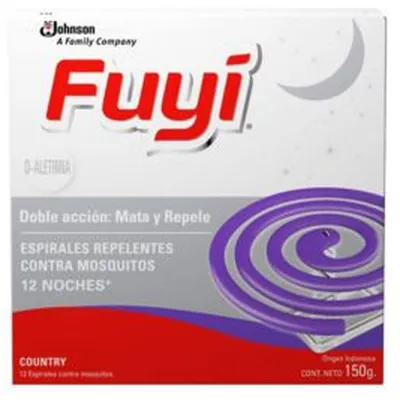 SC Johnson
A Family Company
Fuyí
D-ALETRINA
Doble acción: Mata y Repele
ESPIRALES REPELENTES
CONTRA MOSQUITOS
12 NOCHES*
COUNTRY
12 Espirales contra mosquitos.
Origen Indonesia
CONT. NETO 150g.